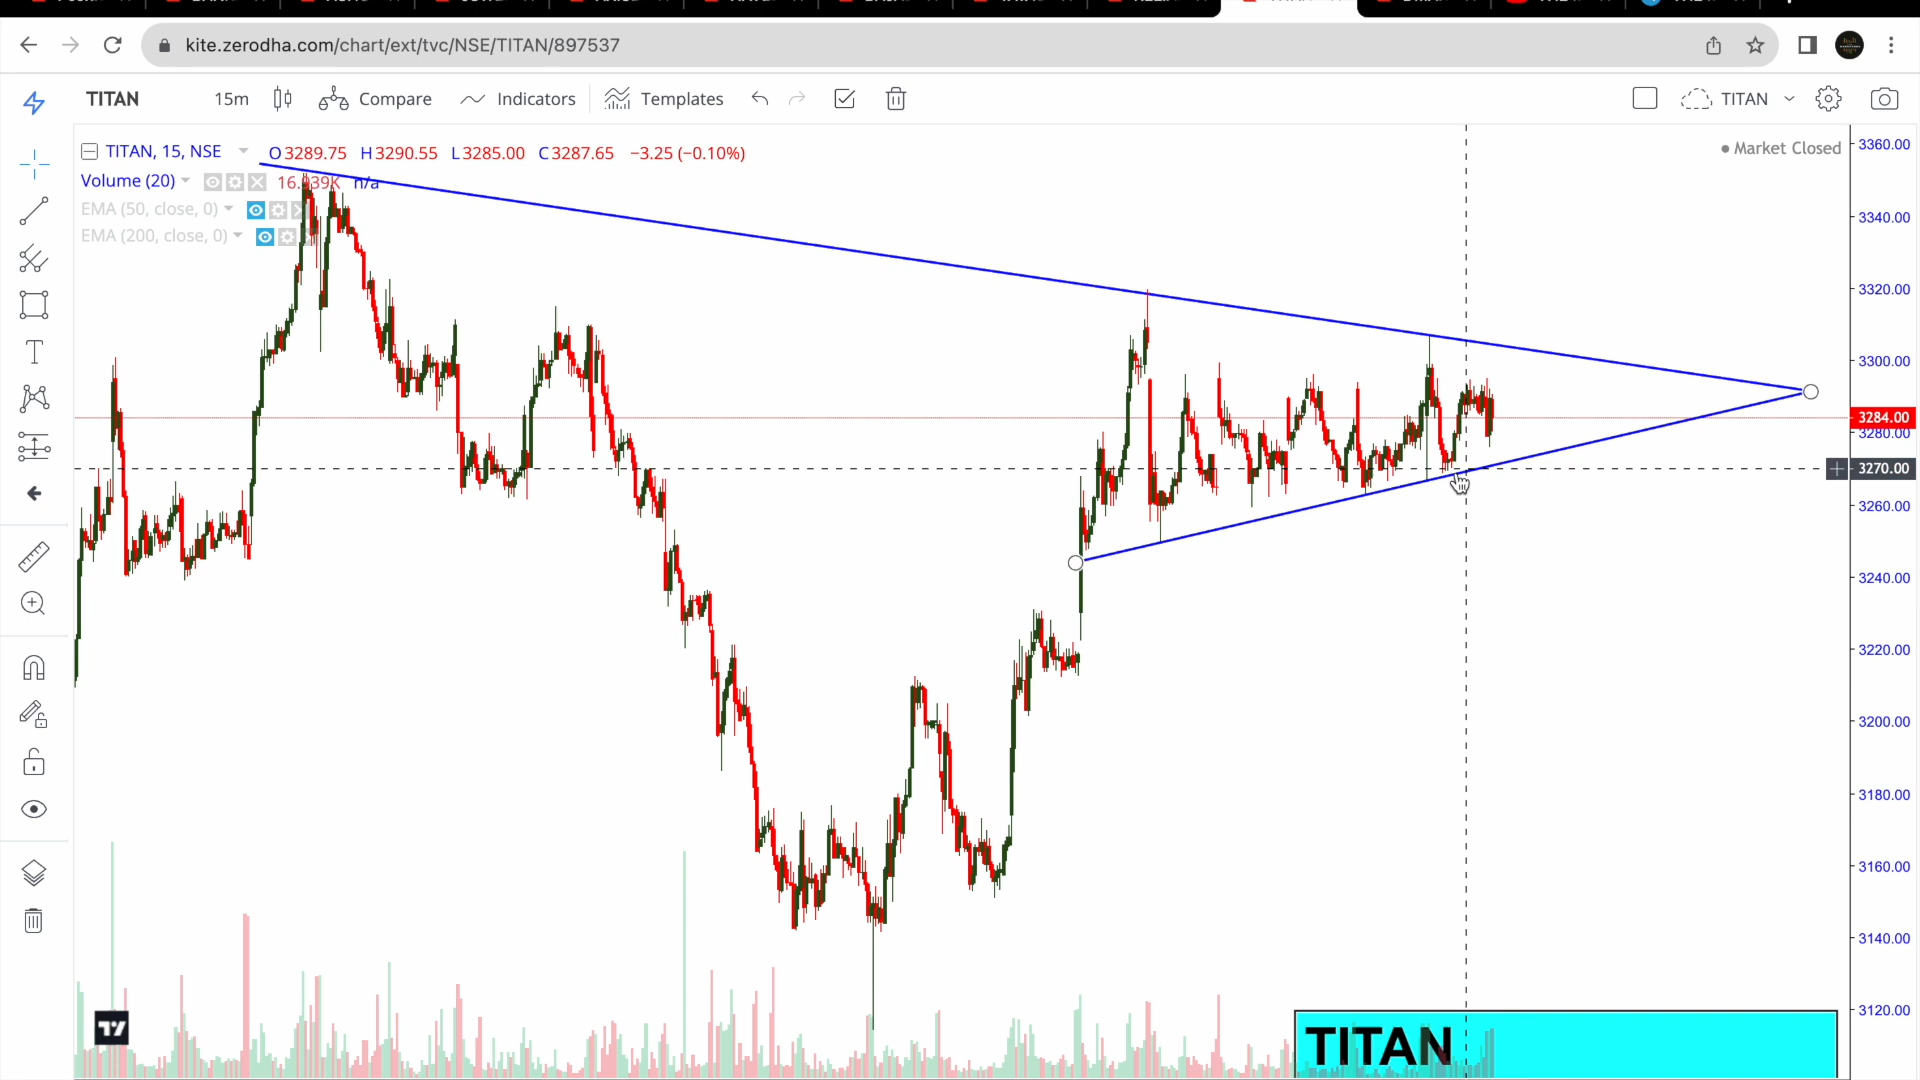 kite.zerodha.com/chart/ext/tvc/NSE/TITAN/897537
TITAN 15m Compare Indicators Templates TITAN
TITAN, 15, NSE O3289.75 H3290.55 L3285.00 C3287.65 −3.25 (−0.10%)
Market Closed
Volume (20) 16.939K n/a
EMA (50, close, 0)
EMA (200, close, 0)
3360.00
3340.00
3320.00
3300.00
3284.00
3280.00
3270.00
3260.00
3240.00
3220.00
3200.00
3180.00
3160.00
3140.00
3120.00
TITAN